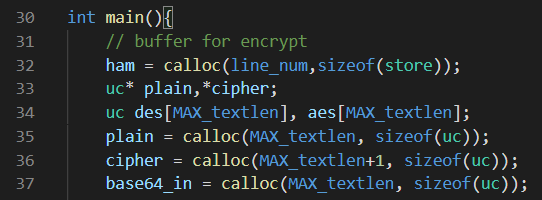 30 int main(){
31 // buffer for encrypt
32 ham = calloc(line_num,sizeof(store));
33 uc* plain,*cipher;
34 uc des[MAX_textlen], aes[MAX_textlen];
35 plain = calloc(MAX_textlen, sizeof(uc));
36 cipher = calloc(MAX_textlen+1, sizeof(uc));
37 base64_in = calloc(MAX_textlen, sizeof(uc));